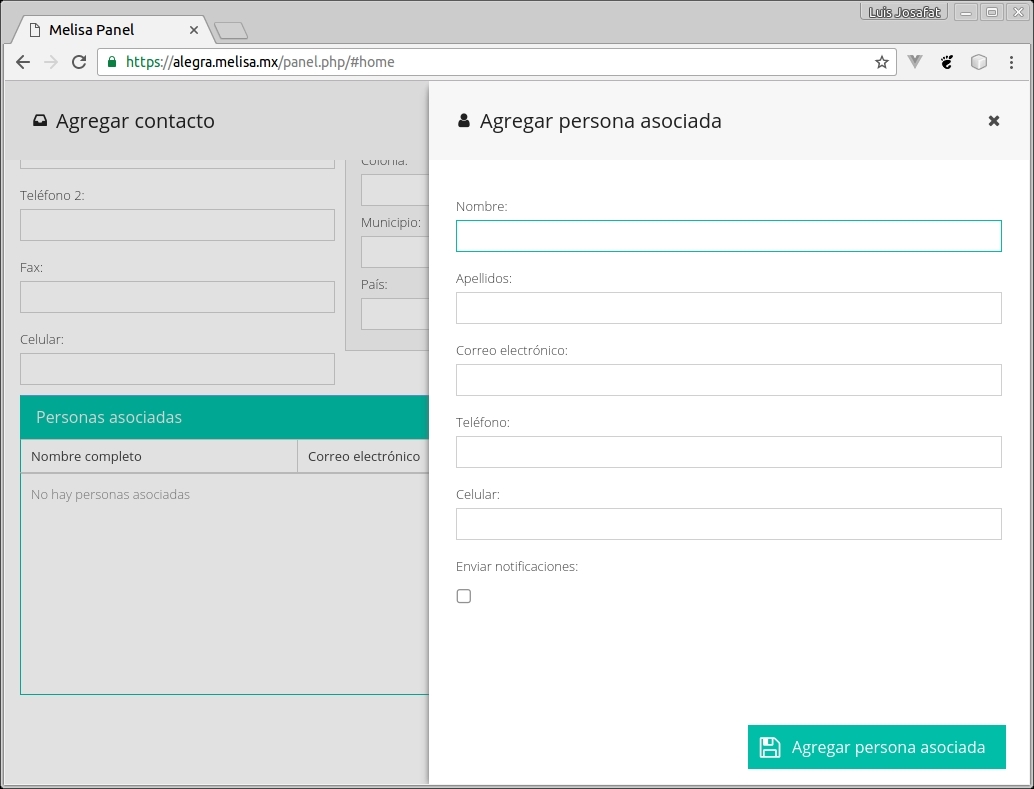 Luis Josafat
Melisa Panel
https://alegra.melisa.mx/panel.php/#home
Agregar contacto
Teléfono 2:
Fax:
Celular:
Colonia:
Municipio:
País:
Personas asociadas
Nombre completo
Correo electrónico
No hay personas asociadas
Agregar persona asociada
Nombre:
Apellidos:
Correo electrónico:
Teléfono:
Celular:
Enviar notificaciones:
Agregar persona asociada